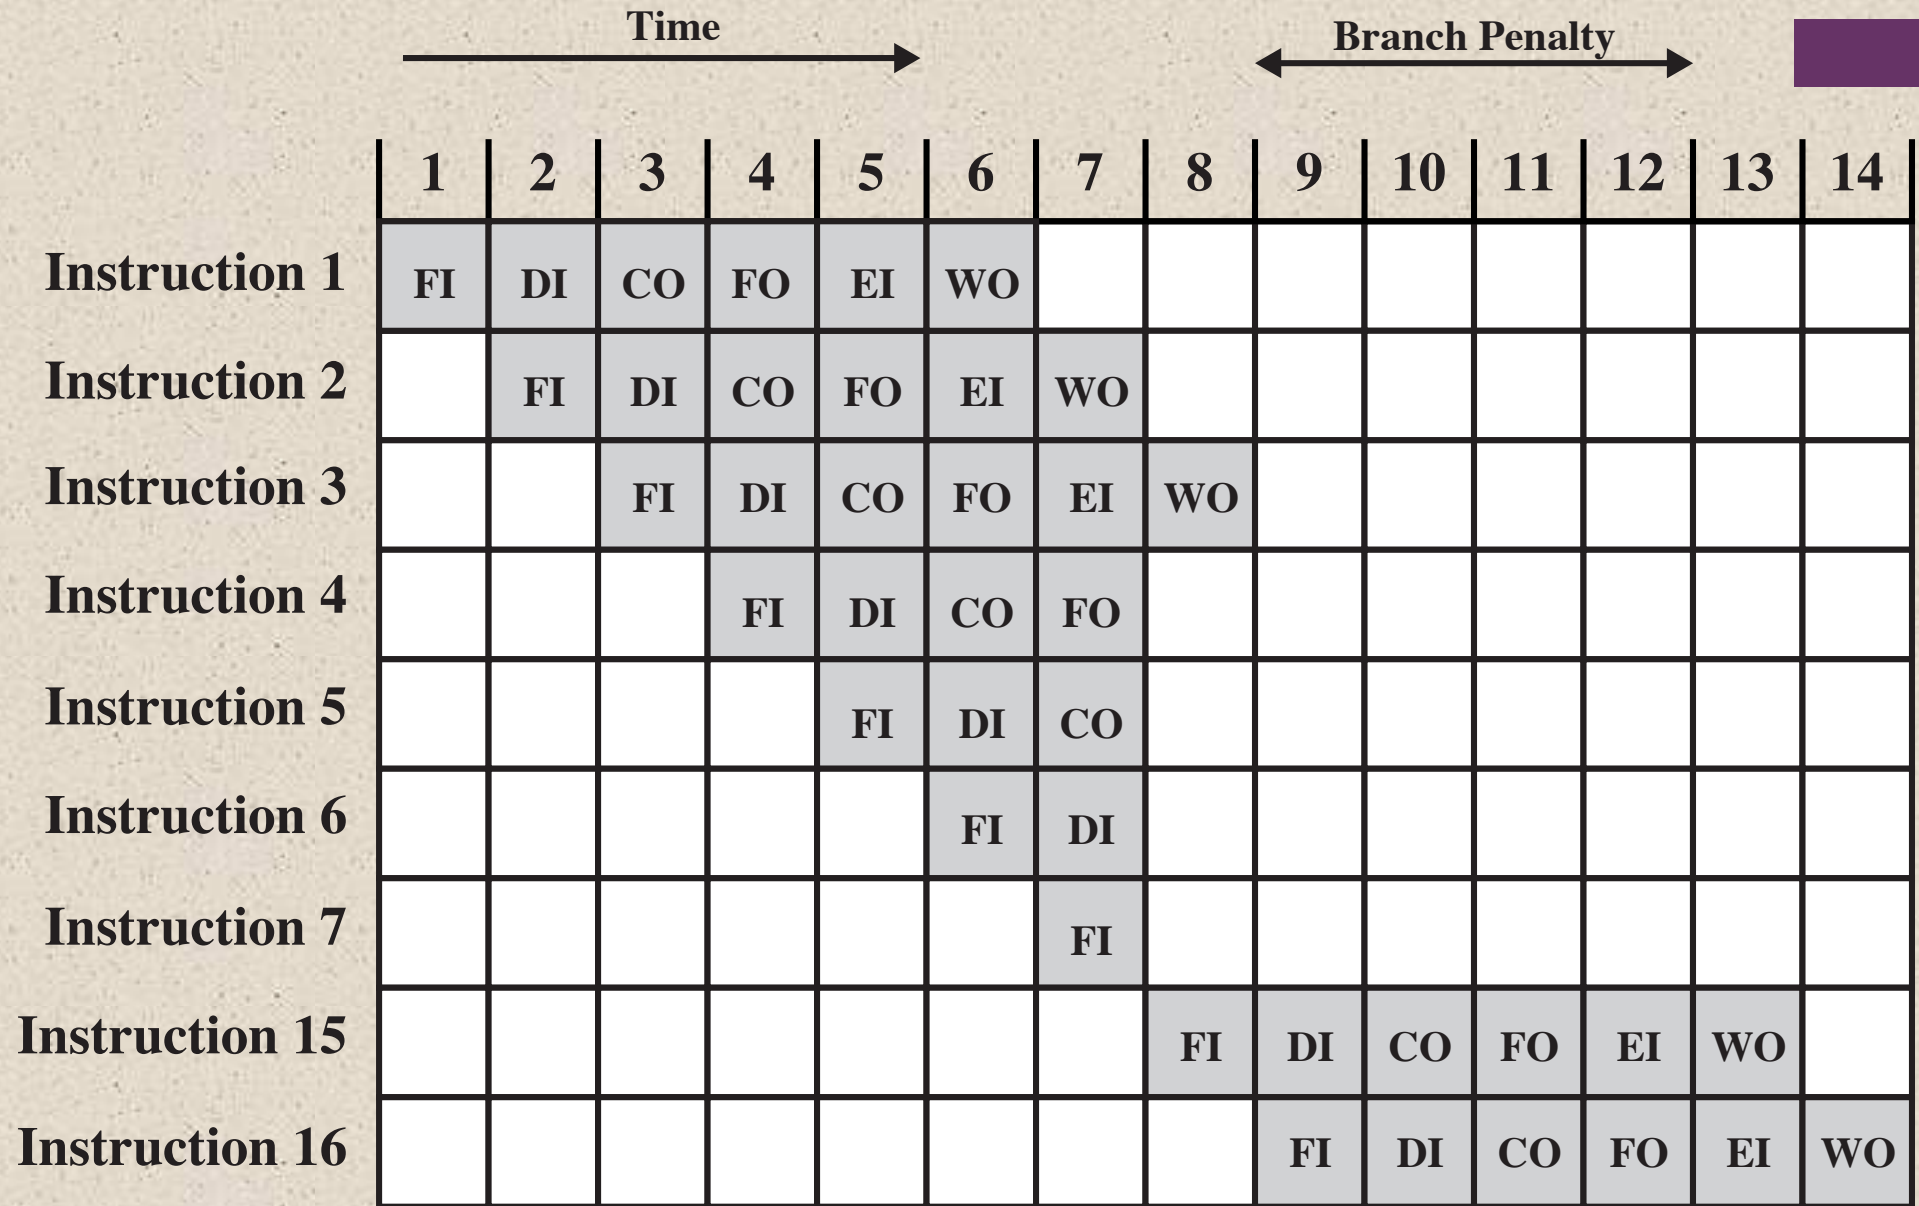 Time
Branch Penalty
1 2 3 4 5 6 7 8 9 10 11 12 13 14
Instruction 1 FI DI CO FO EI WO
Instruction 2 FI DI CO FO EI WO
Instruction 3 FI DI CO FO EI WO
Instruction 4 FI DI CO FO
Instruction 5 FI DI CO
Instruction 6 FI DI
Instruction 7 FI
Instruction 15 FI DI CO FO EI WO
Instruction 16 FI DI CO FO EI WO